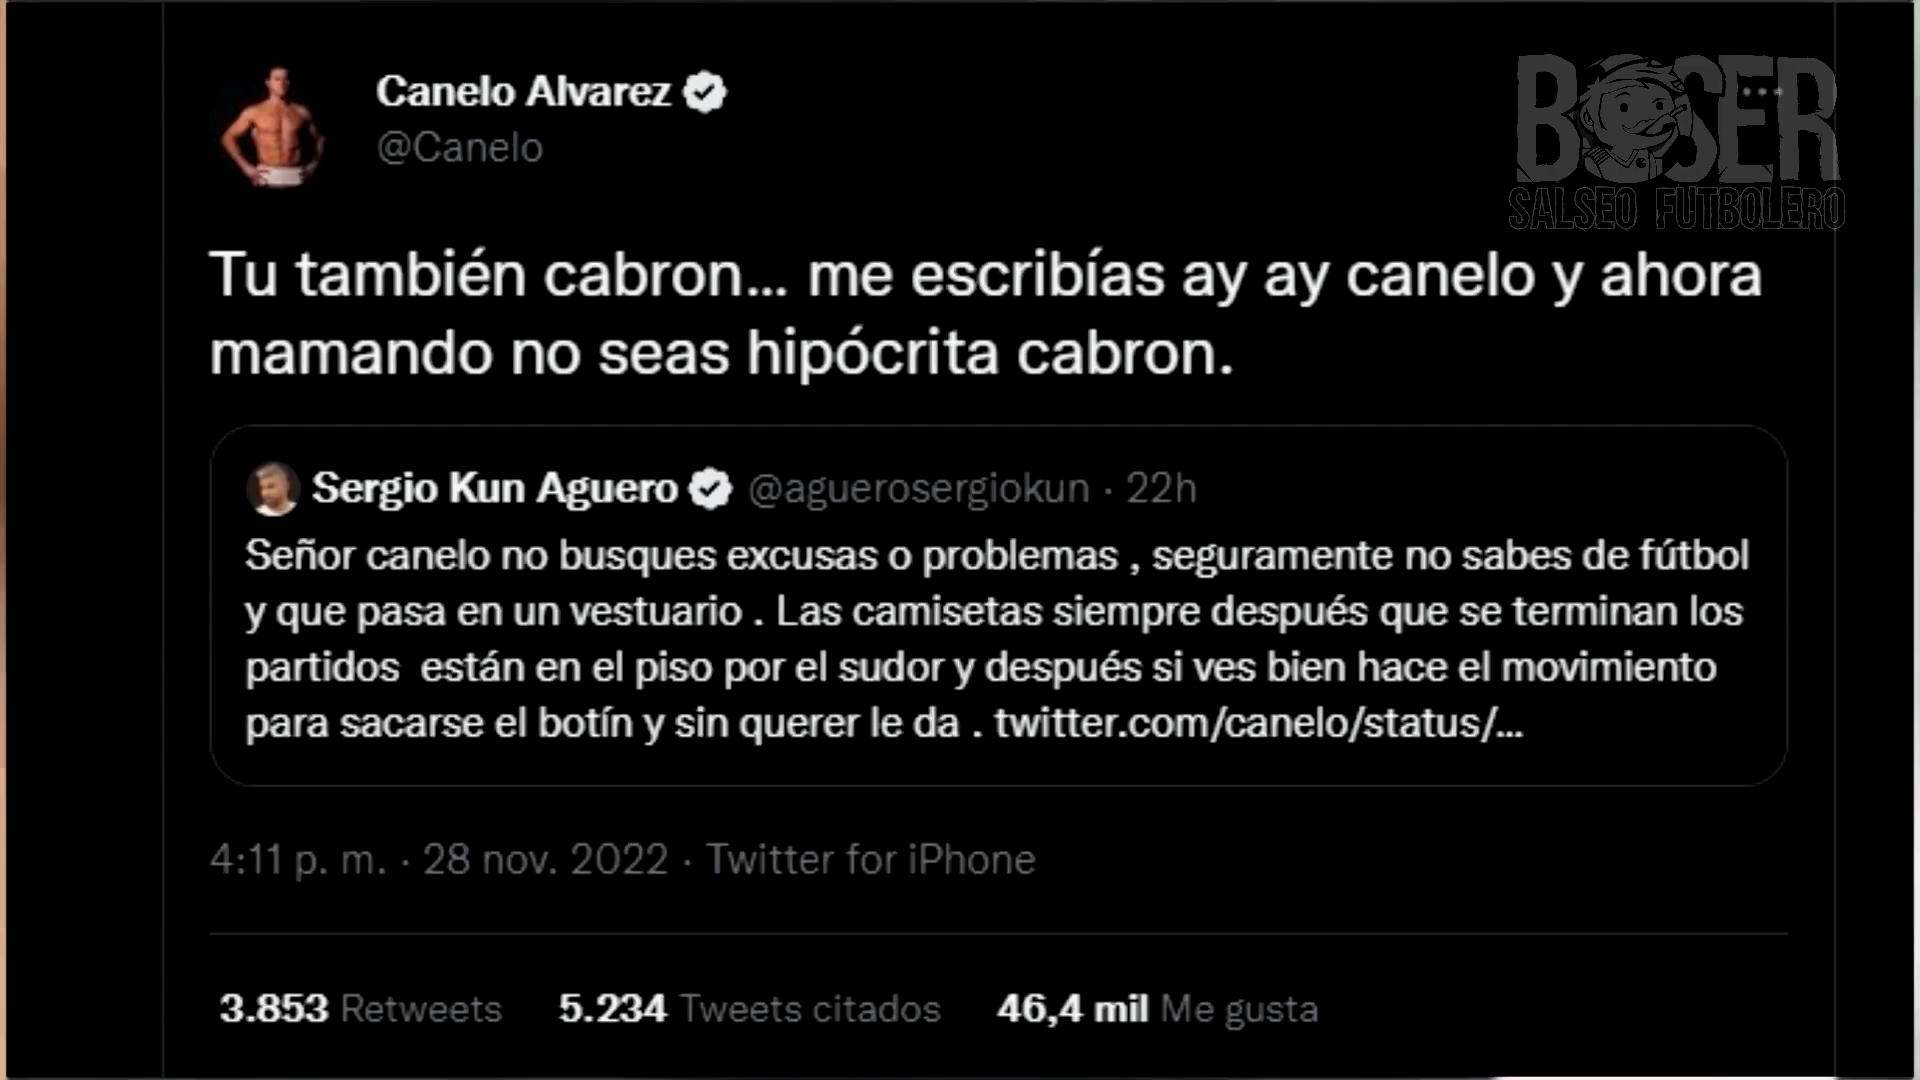 Canelo Alvarez
@Canelo
BOSER
SALSEO FUTBOLERO
Tu también cabron... me escribías ay ay canelo y ahora
mamando no seas hipócrita cabron.
Sergio Kun Aguero @aguerosergiokun · 22h
Señor canelo no busques excusas o problemas , seguramente no sabes de fútbol
y que pasa en un vestuario . Las camisetas siempre después que se terminan los
partidos  están en el piso por el sudor y después si ves bien hace el movimiento
para sacarse el botín y sin querer le da . twitter.com/canelo/status/...
4:11 p. m. · 28 nov. 2022 · Twitter for iPhone
3.853 Retweets 5.234 Tweets citados 46,4 mil Me gusta